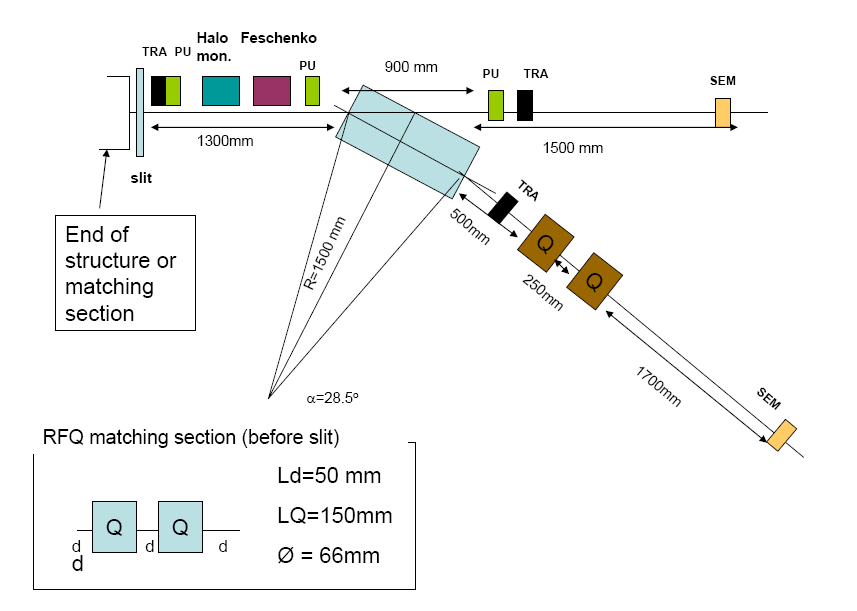 Halo Feschenko
TRA PU mon.
PU
900 mm
PU TRA
SEM
1300mm
1500 mm
slit
TRA
End of
structure or
matching
section
500mm
Q
R=1500 mm
250mm
Q
1700mm
SEM
α=28.5º
RFQ matching section (before slit)
Ld=50 mm
LQ=150mm
Ø = 66mm
Q Q
d d d
d